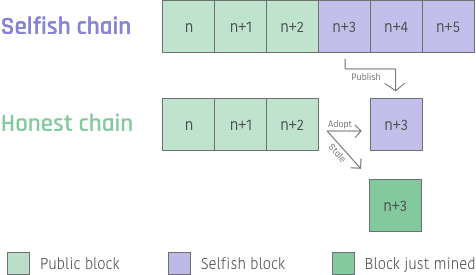 Selfish chain
n n+1 n+2 n+3 n+4 n+5
Publish
Honest chain
n n+1 n+2 Adopt n+3
Stale
n+3
Public block Selfish block Block just mined